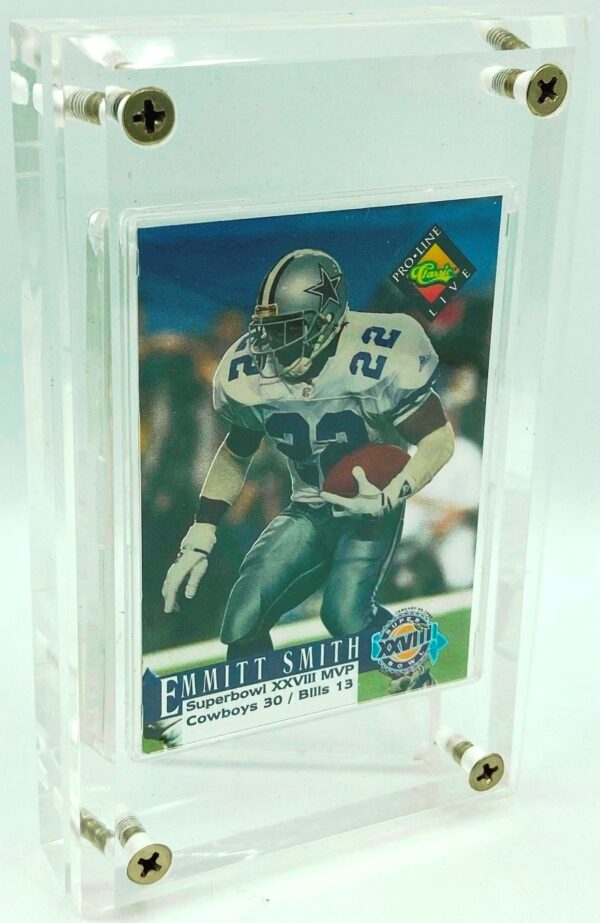 PRO•LINE
Classic
LIVE
22
22
22
EMMITT SMITH
Superbowl XXVIII MVP
Cowboys 30 / Bills 13
SUPER
XXVIII
BOWL